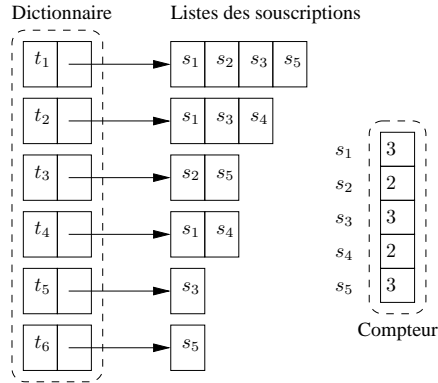 Dictionnaire Listes des souscriptions
t1 s1 s2 s3 s5
t2 s1 s3 s4
t3 s2 s5
t4 s1 s4
t5 s3
t6 s5
s1 3
s2 2
s3 3
s4 2
s5 3
Compteur